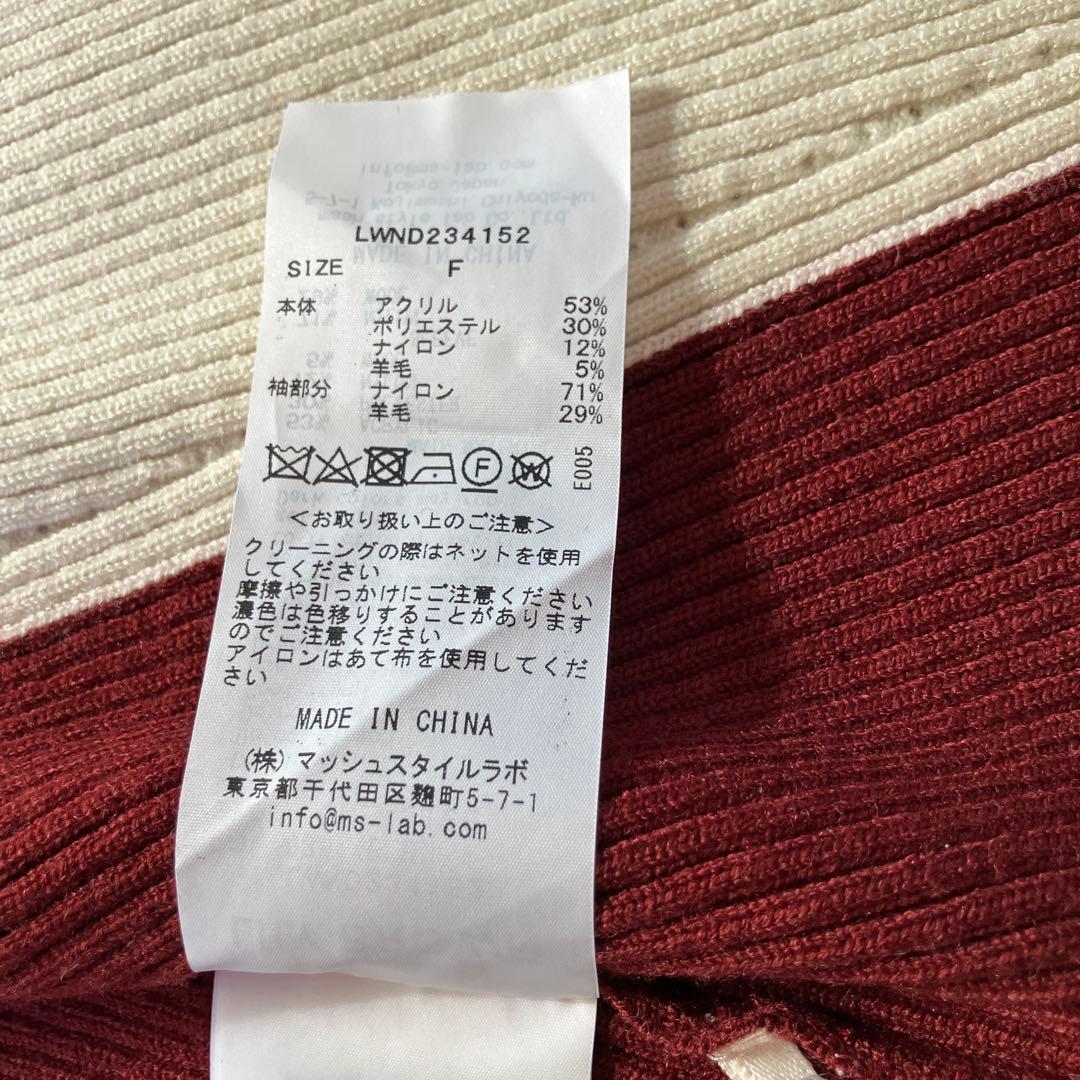 LWND234152
SIZE F
本体 アクリル 53%
ポリエステル 30%
ナイロン 12%
羊毛 5%
袖部分 ナイロン 71%
羊毛 29%
F W E005
<お取り扱い上のご注意>
クリーニングの際はネットを使用
してください
摩擦や引っかけにご注意ください
濃色は色移りすることがあります
のでご注意ください
アイロンはあて布を使用してくだ
さい
MADE IN CHINA
(株)マッシュスタイルラボ
東京都千代田区麹町5-7-1
info@ms-lab.com